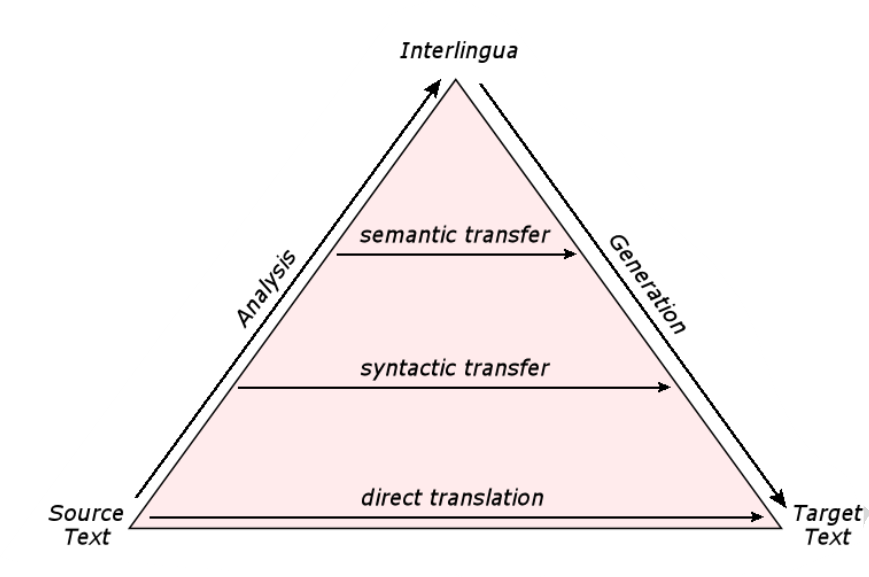 Interlingua
semantic transfer
Analysis
Generation
syntactic transfer
direct translation
Source
Text
Target
Text